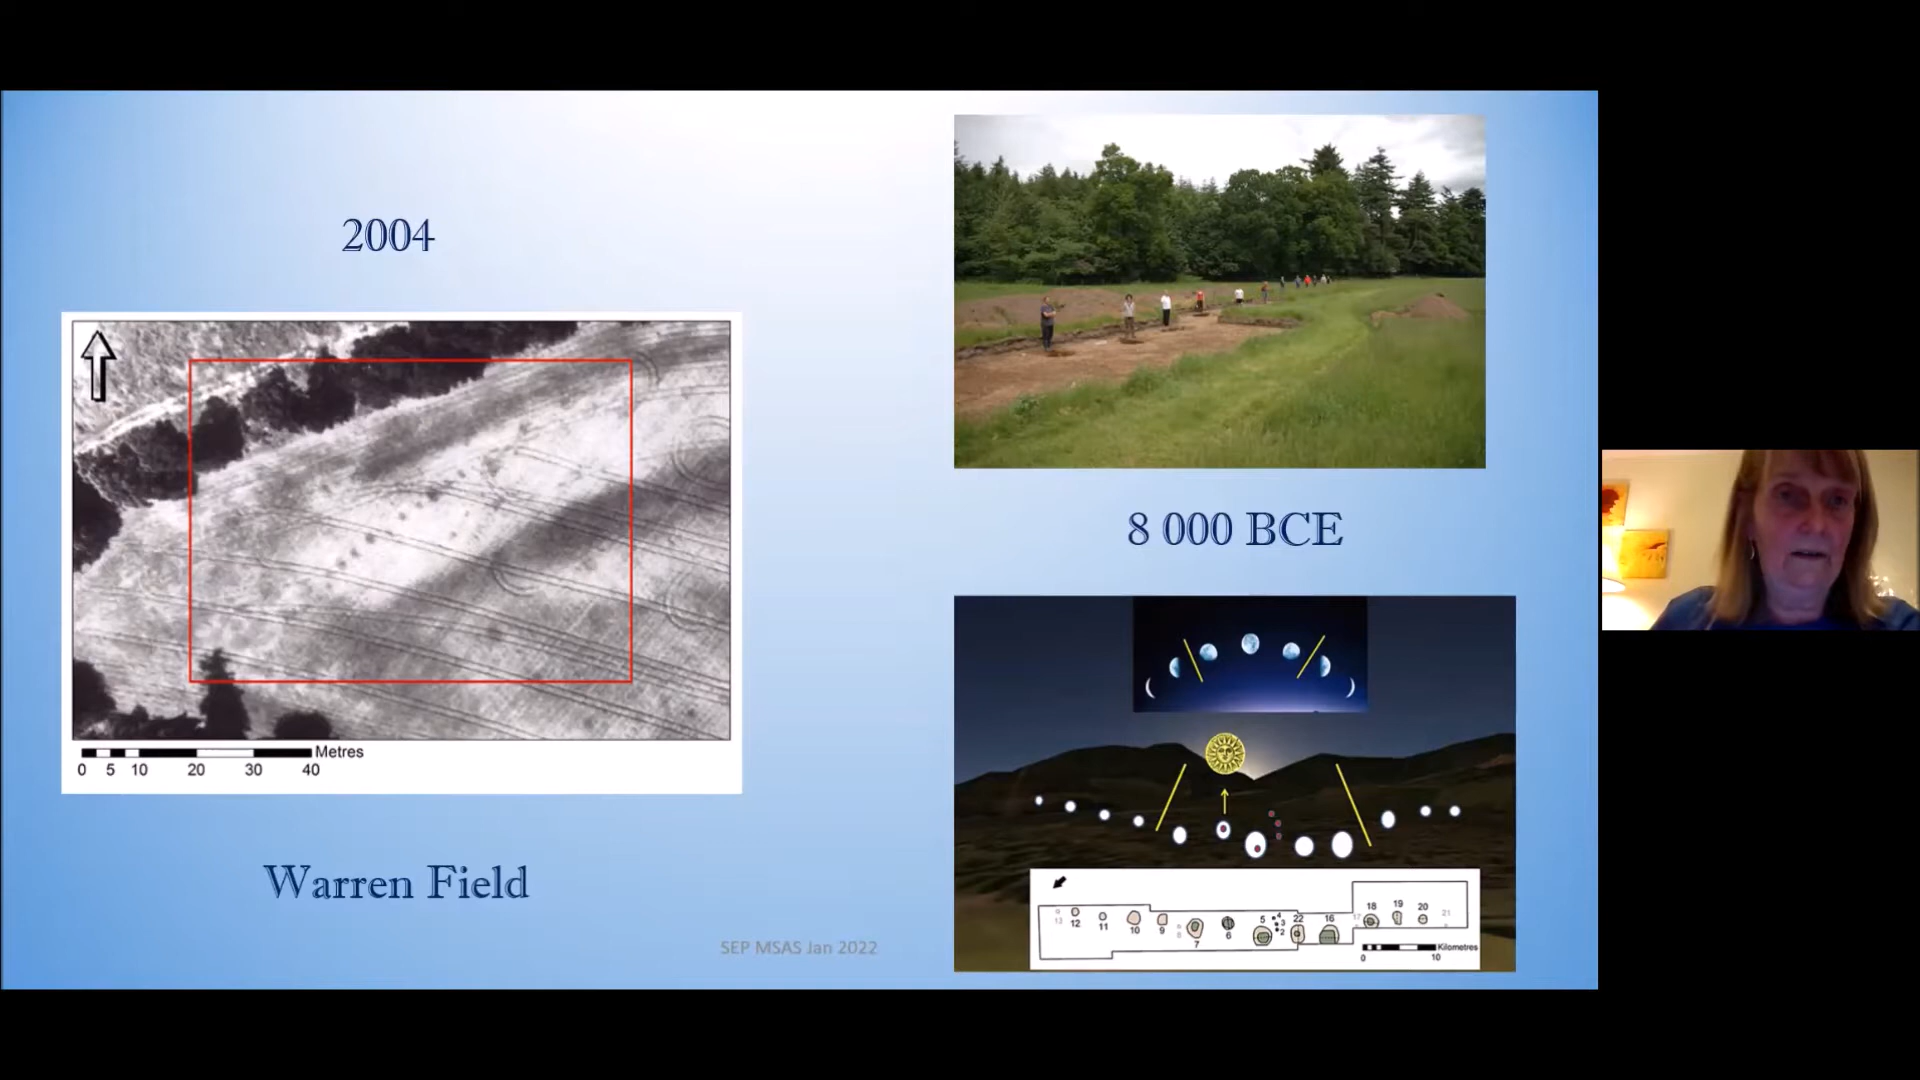 2004
Metres
0 5 10 20 30 40
Warren Field
SEP MSAS Jan 2022
8 000 BCE
13 12 11 10 9 8 7 6 5 4 3 2 22 16 17 18 19 20 21
Kilometres
0 10